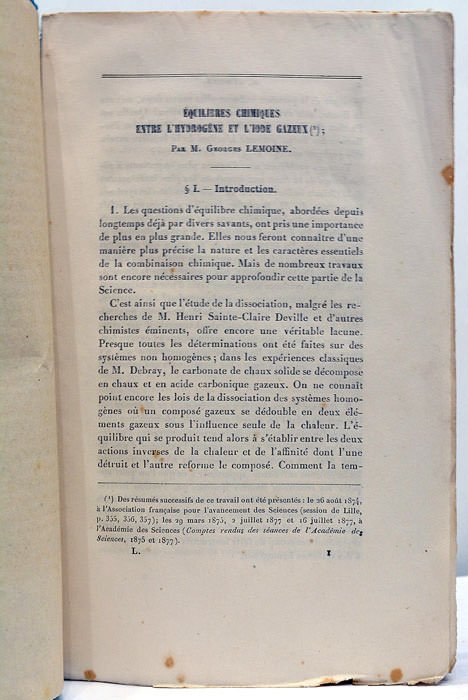 ÉQUILIBRES CHIMIQUES
ENTRE L'HYDROGÈNE ET L'IODE GAZEUX (¹);
PAR M. GEORGES LEMOINE.
§ I. — Introduction.
1. Les questions d'équilibre chimique, abordées depuis
longtemps déjà par divers savants, ont pris une importance
de plus en plus grande. Elles nous feront connaître d'une
manière plus précise la nature et les caractères essentiels
de la combinaison chimique. Mais de nombreux travaux
sont encore nécessaires pour approfondir cette partie de la
Science.
C'est ainsi que l'étude de la dissociation, malgré les re-
cherches de M. Henri Sainte-Claire Deville et d'autres
chimistes éminents, offre encore une véritable lacune.
Presque toutes les déterminations ont été faites sur des
systèmes non homogènes; dans les expériences classiques
de M. Debray, le carbonate de chaux solide se décompose
en chaux et en acide carbonique gazeux. On ne connaît
point encore les lois de la dissociation des systèmes homo-
gènes où un composé gazeux se dédouble en deux élé-
ments gazeux sous l'influence seule de la chaleur. L'é-
quilibre qui se produit tend alors à s'établir entre les deux
actions inverses de la chaleur et de l'affinité dont l'une
détruit et l'autre reforme le composé. Comment la tem-
(¹) Des résumés successifs de ce travail ont été présentés : le 26 août 1874,
à l'Association française pour l'avancement des Sciences (session de Lille,
p. 355, 356, 357); les 29 mars 1875, 2 juillet 1877 et 16 juillet 1877, à
l'Académie des Sciences (Comptes rendus des séances de l'Académie des
Sciences, 1875 et 1877).
L. 1